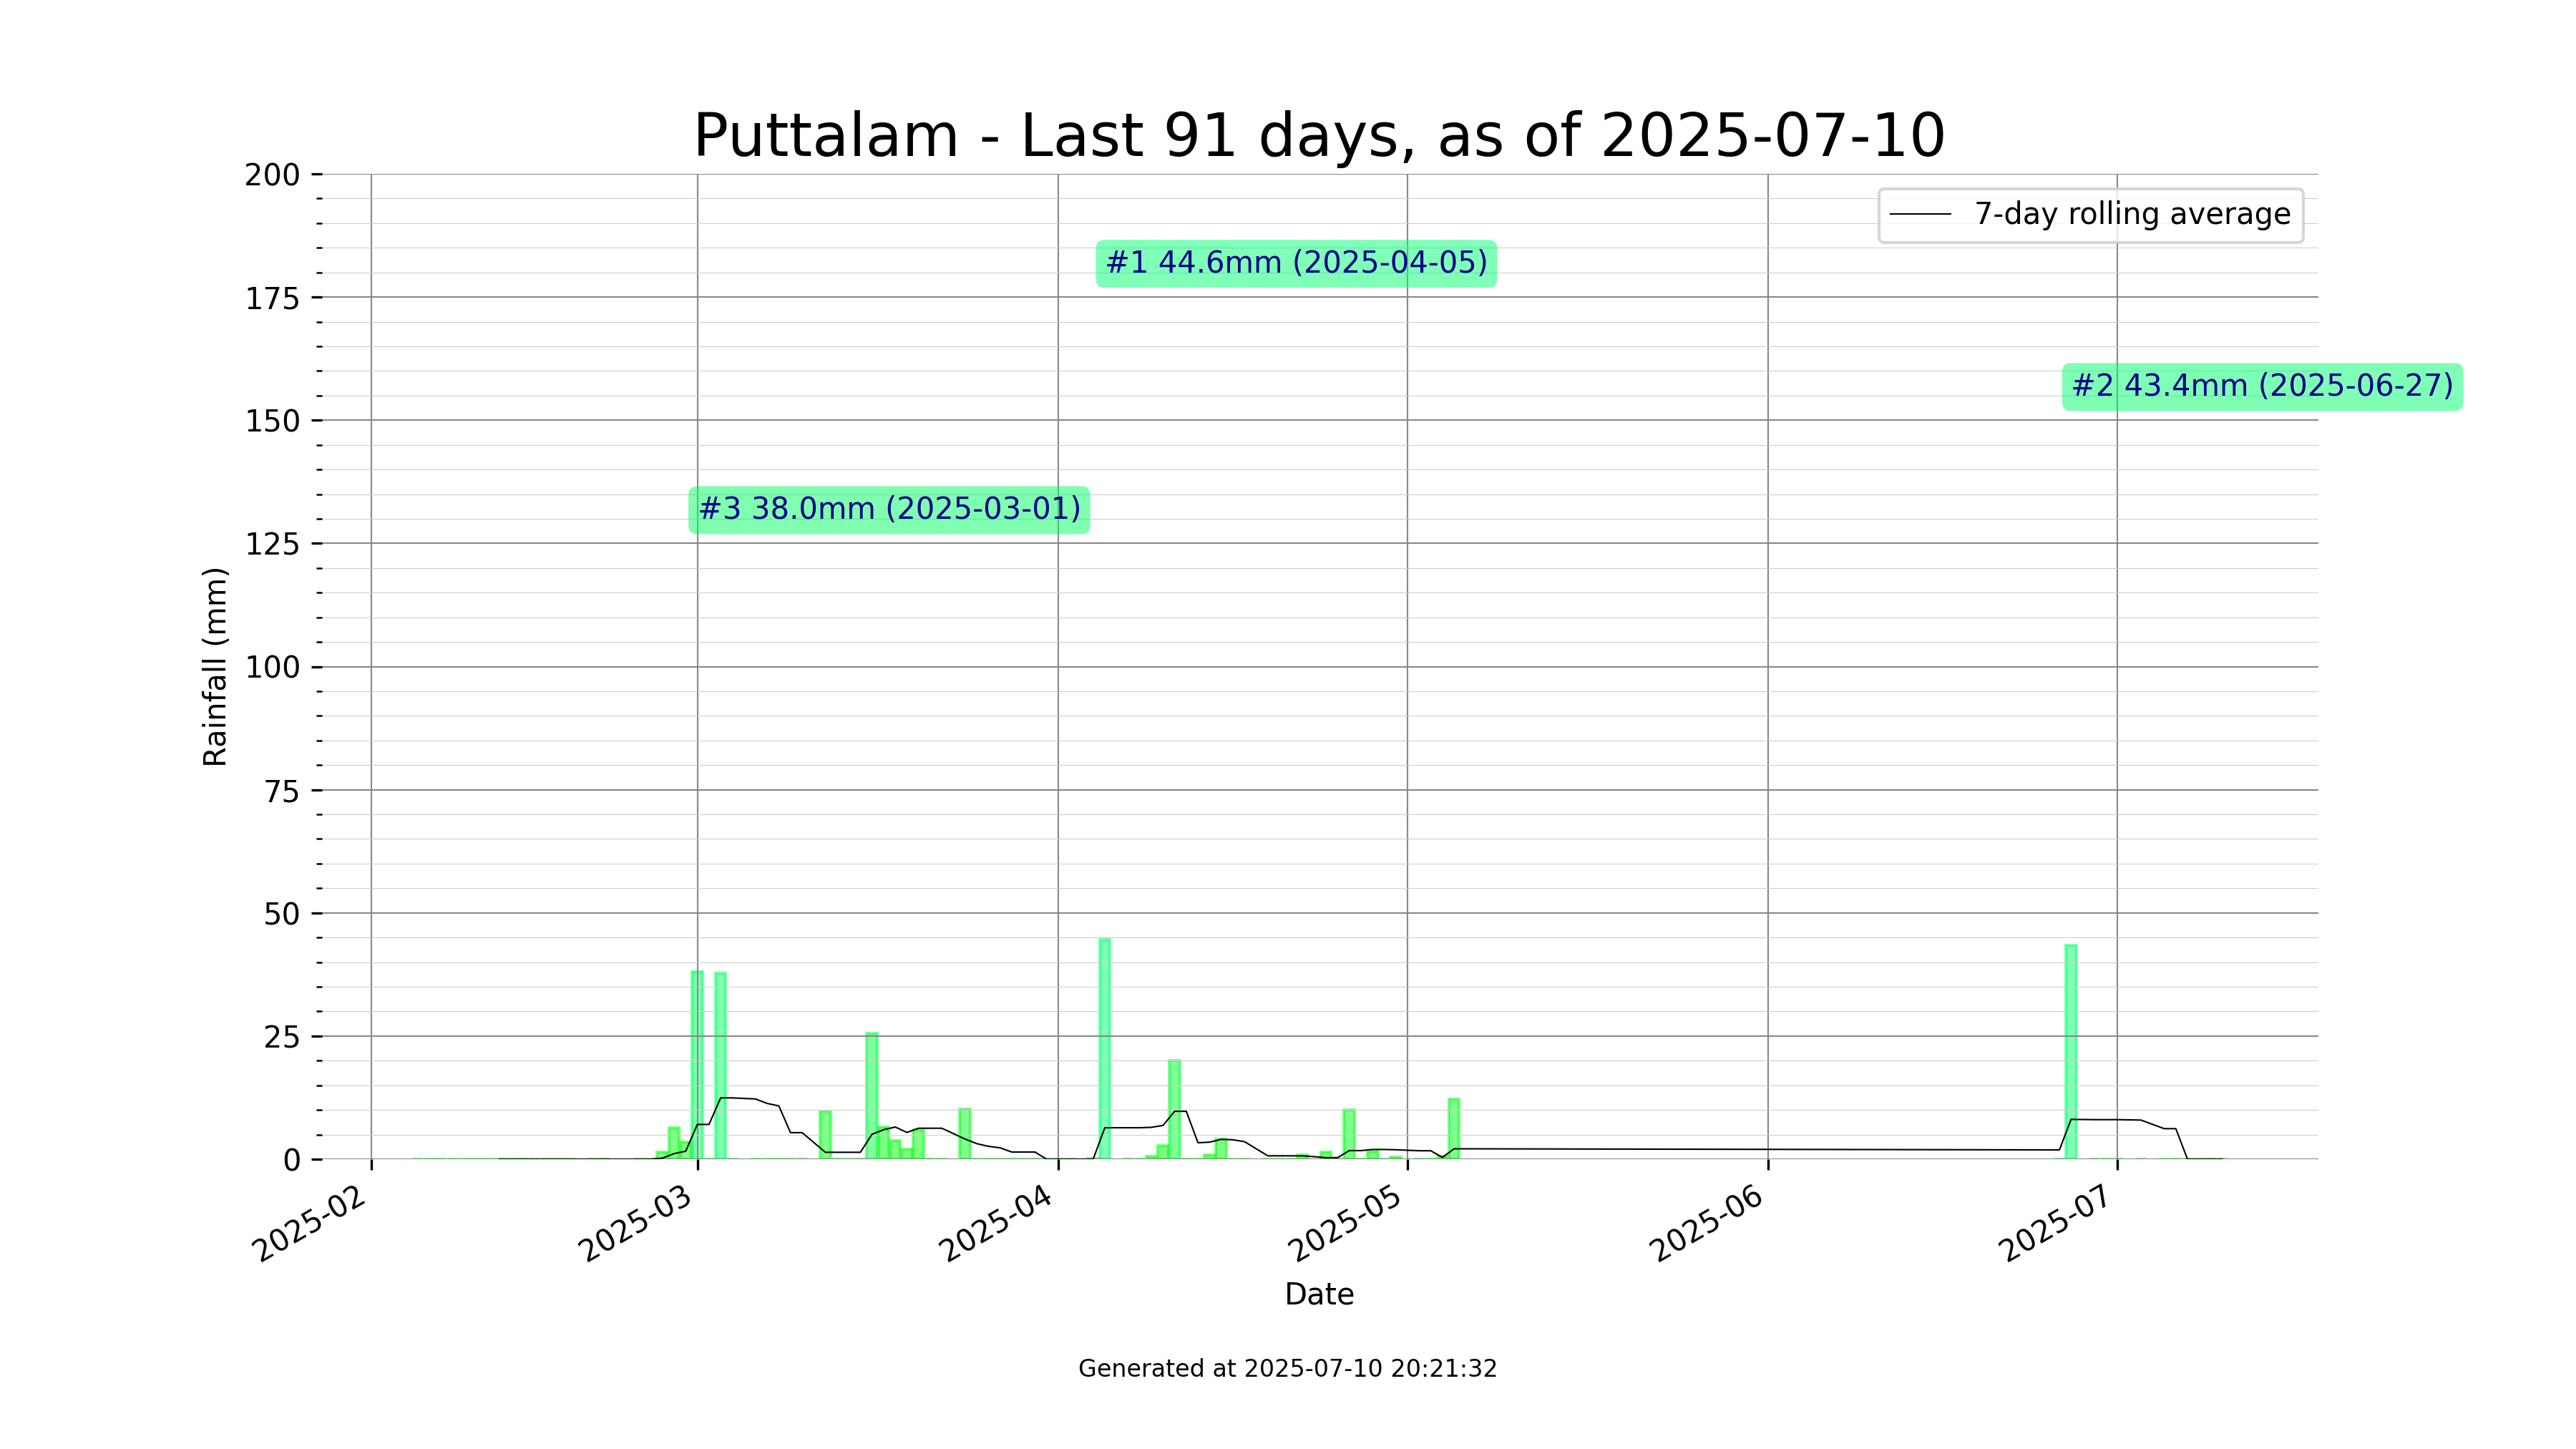 Puttalam - Last 91 days, as of 2025-07-10
200
175
150
125
100
75
50
25
0
Rainfall (mm)
7-day rolling average
#1 44.6mm (2025-04-05)
#2 43.4mm (2025-06-27)
#3 38.0mm (2025-03-01)
2025-02
2025-03
2025-04
2025-05
2025-06
2025-07
Date
Generated at 2025-07-10 20:21:32